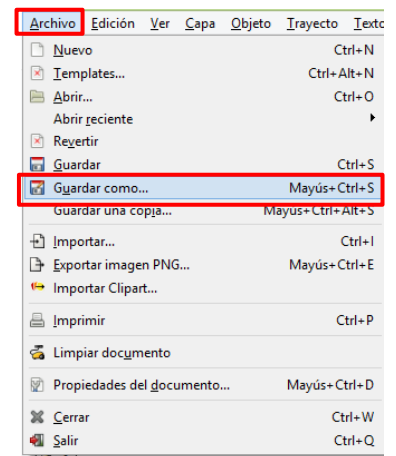 Archivo Edición Ver Capa Objeto Trayecto Texto
Nuevo Ctrl+N
Templates... Ctrl+Alt+N
Abrir... Ctrl+O
Abrir reciente
Revertir
Guardar Ctrl+S
Guardar como... Mayús+Ctrl+S
Guardar una copia... Mayús+Ctrl+Alt+S
Importar... Ctrl+I
Exportar imagen PNG... Mayús+Ctrl+E
Importar Clipart...
Imprimir Ctrl+P
Limpiar documento
Propiedades del documento... Mayús+Ctrl+D
Cerrar Ctrl+W
Salir Ctrl+Q